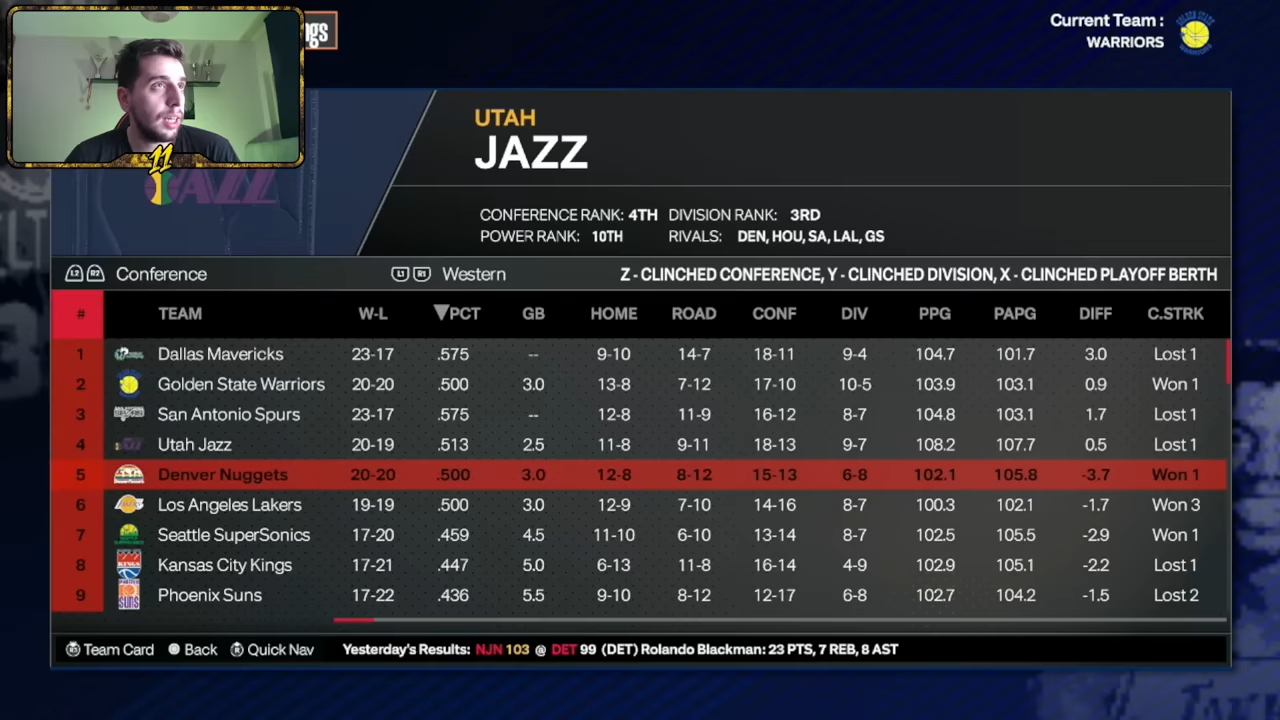 ngs
Current Team :
WARRIORS
11
JAZZ
UTAH
JAZZ
CONFERENCE RANK: 4TH DIVISION RANK: 3RD
POWER RANK: 10TH RIVALS: DEN, HOU, SA, LAL, GS
L2 R2 Conference L1 R1 Western Z - CLINCHED CONFERENCE, Y - CLINCHED DIVISION, X - CLINCHED PLAYOFF BERTH
# TEAM W-L ▼PCT GB HOME ROAD CONF DIV PPG PAPG DIFF C.STRK
1 Dallas Mavericks 23-17 .575 -- 9-10 14-7 18-11 9-4 104.7 101.7 3.0 Lost 1
2 Golden State Warriors 20-20 .500 3.0 13-8 7-12 17-10 10-5 103.9 103.1 0.9 Won 1
3 San Antonio Spurs 23-17 .575 -- 12-8 11-9 16-12 8-7 104.8 103.1 1.7 Lost 1
4 Utah Jazz 20-19 .513 2.5 11-8 9-11 18-13 9-7 108.2 107.7 0.5 Lost 1
5 Denver Nuggets 20-20 .500 3.0 12-8 8-12 15-13 6-8 102.1 105.8 -3.7 Won 1
6 Los Angeles Lakers 19-19 .500 3.0 12-9 7-10 14-16 8-7 100.3 102.1 -1.7 Won 3
7 Seattle SuperSonics 17-20 .459 4.5 11-10 6-10 13-14 8-7 102.5 105.5 -2.9 Won 1
8 Kansas City Kings 17-21 .447 5.0 6-13 11-8 16-14 4-9 102.9 105.1 -2.2 Lost 1
9 Phoenix Suns 17-22 .436 5.5 9-10 8-12 12-17 6-8 102.7 104.2 -1.5 Lost 2
Team Card Back Quick Nav Yesterday's Results: NJN 103 @ DET 99 (DET) Rolando Blackman: 23 PTS, 7 REB, 8 AST